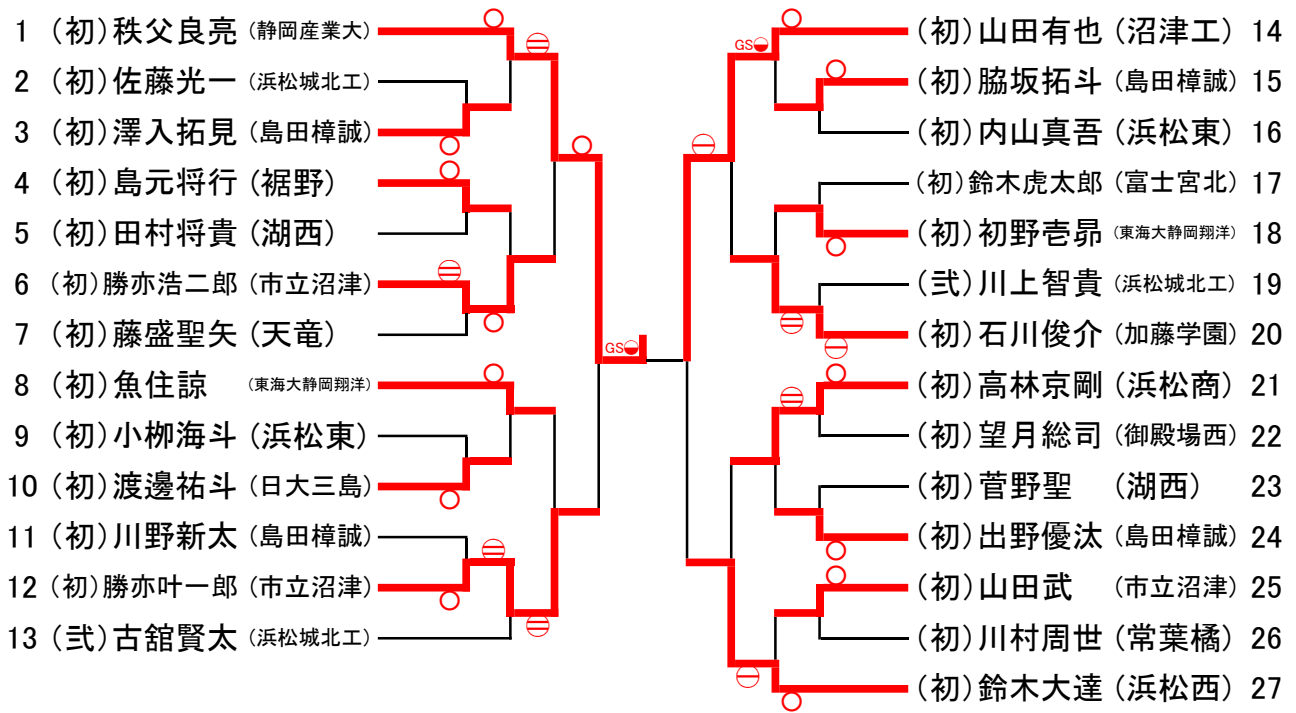 1 (初)秩父良亮 (静岡産業大)
2 (初)佐藤光一 (浜松城北工)
3 (初)澤入拓見 (島田樟誠)
4 (初)島元将行 (裾野)
5 (初)田村将貴 (湖西)
6 (初)勝亦浩二郎 (市立沼津)
7 (初)藤盛聖矢 (天竜)
8 (初)魚住諒 (東海大静岡翔洋)
9 (初)小栁海斗 (浜松東)
10 (初)渡邊祐斗 (日大三島)
11 (初)川野新太 (島田樟誠)
12 (初)勝亦叶一郎 (市立沼津)
13 (弐)古舘賢太 (浜松城北工)
GS
GS
(初)山田有也 (沼津工) 14
(初)脇坂拓斗 (島田樟誠) 15
(初)内山真吾 (浜松東) 16
(初)鈴木虎太郎 (富士宮北) 17
(初)初野壱昴 (東海大静岡翔洋) 18
(弐)川上智貴 (浜松城北工) 19
(初)石川俊介 (加藤学園) 20
(初)高林京剛 (浜松商) 21
(初)望月総司 (御殿場西) 22
(初)菅野聖 (湖西) 23
(初)出野優汰 (島田樟誠) 24
(初)山田武 (市立沼津) 25
(初)川村周世 (常葉橘) 26
(初)鈴木大達 (浜松西) 27